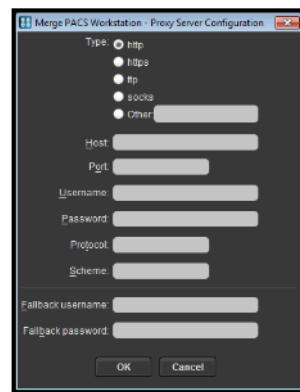 Merge PACS Workstation - Proxy Server Configuration
Type: http
https
ftp
socks
Other:
Host:
Port:
Username:
Password:
Protocol:
Scheme:
Fallback username:
Fallback password:
OK Cancel